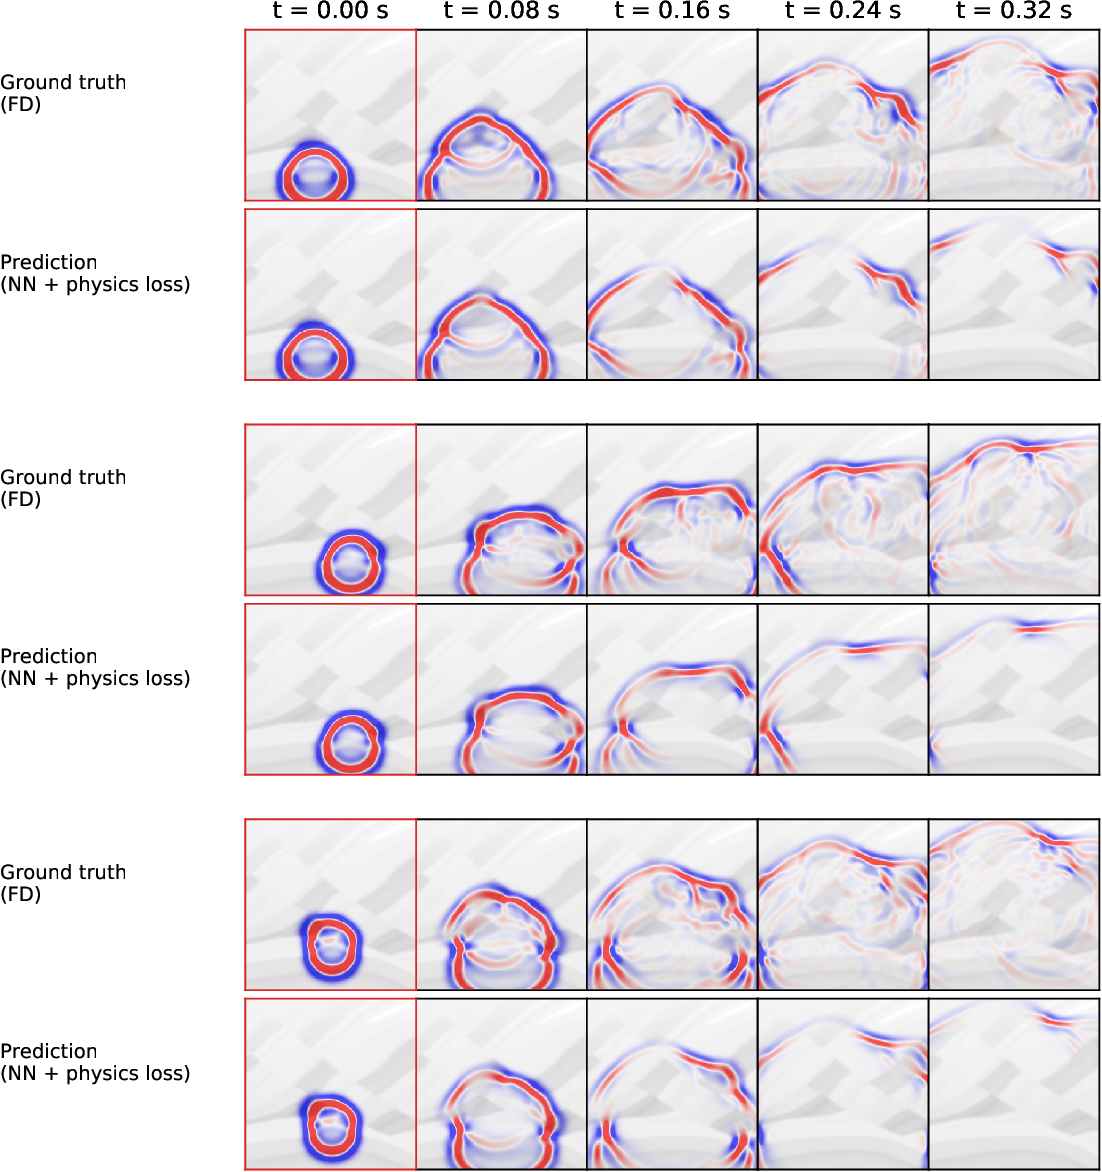 t = 0.00 s t = 0.08 s t = 0.16 s t = 0.24 s t = 0.32 s
Ground truth
(FD)
Prediction
(NN + physics loss)
Ground truth
(FD)
Prediction
(NN + physics loss)
Ground truth
(FD)
Prediction
(NN + physics loss)